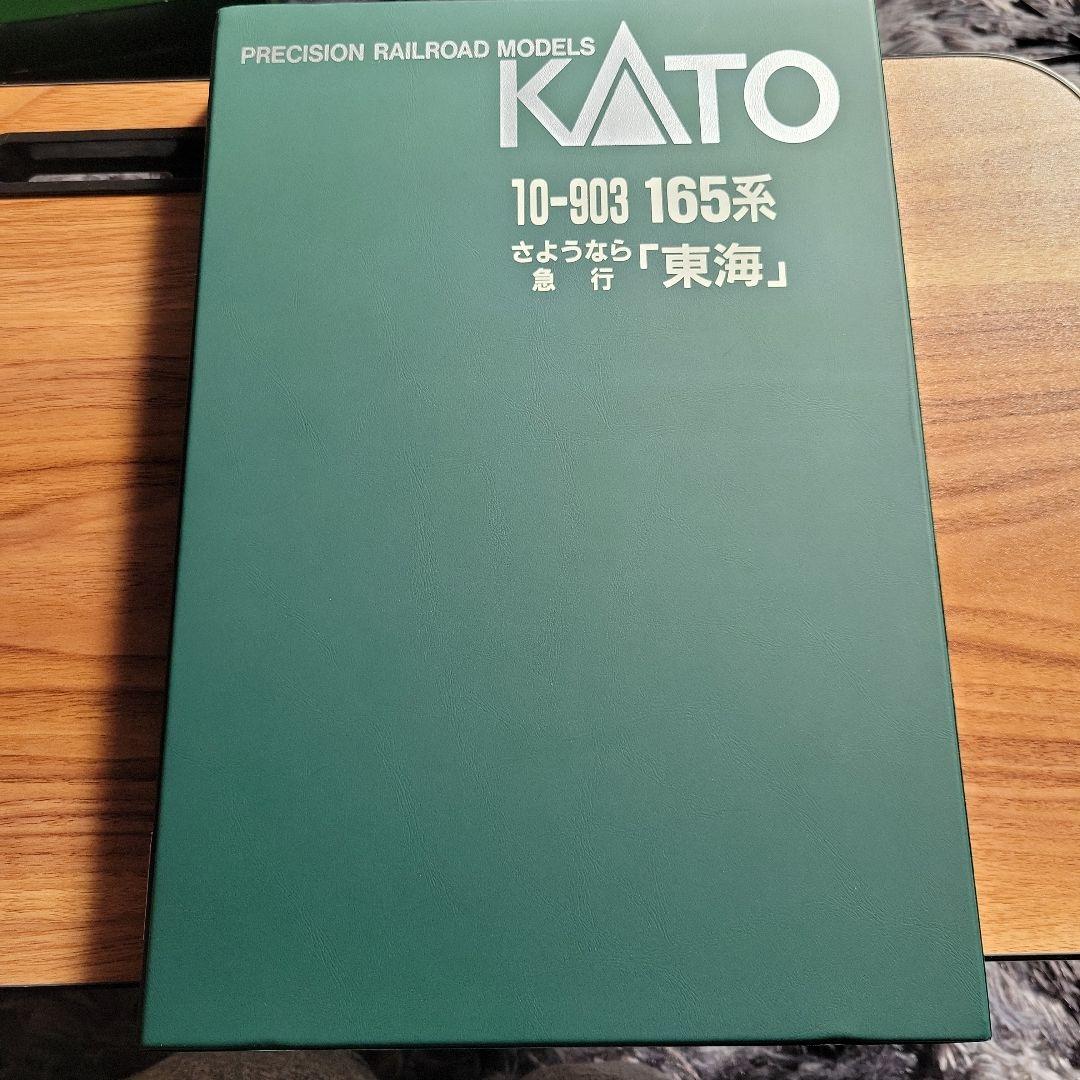 PRECISION RAILROAD MODELS
KATO
10-903 165系
さようなら
急 行
「東海」